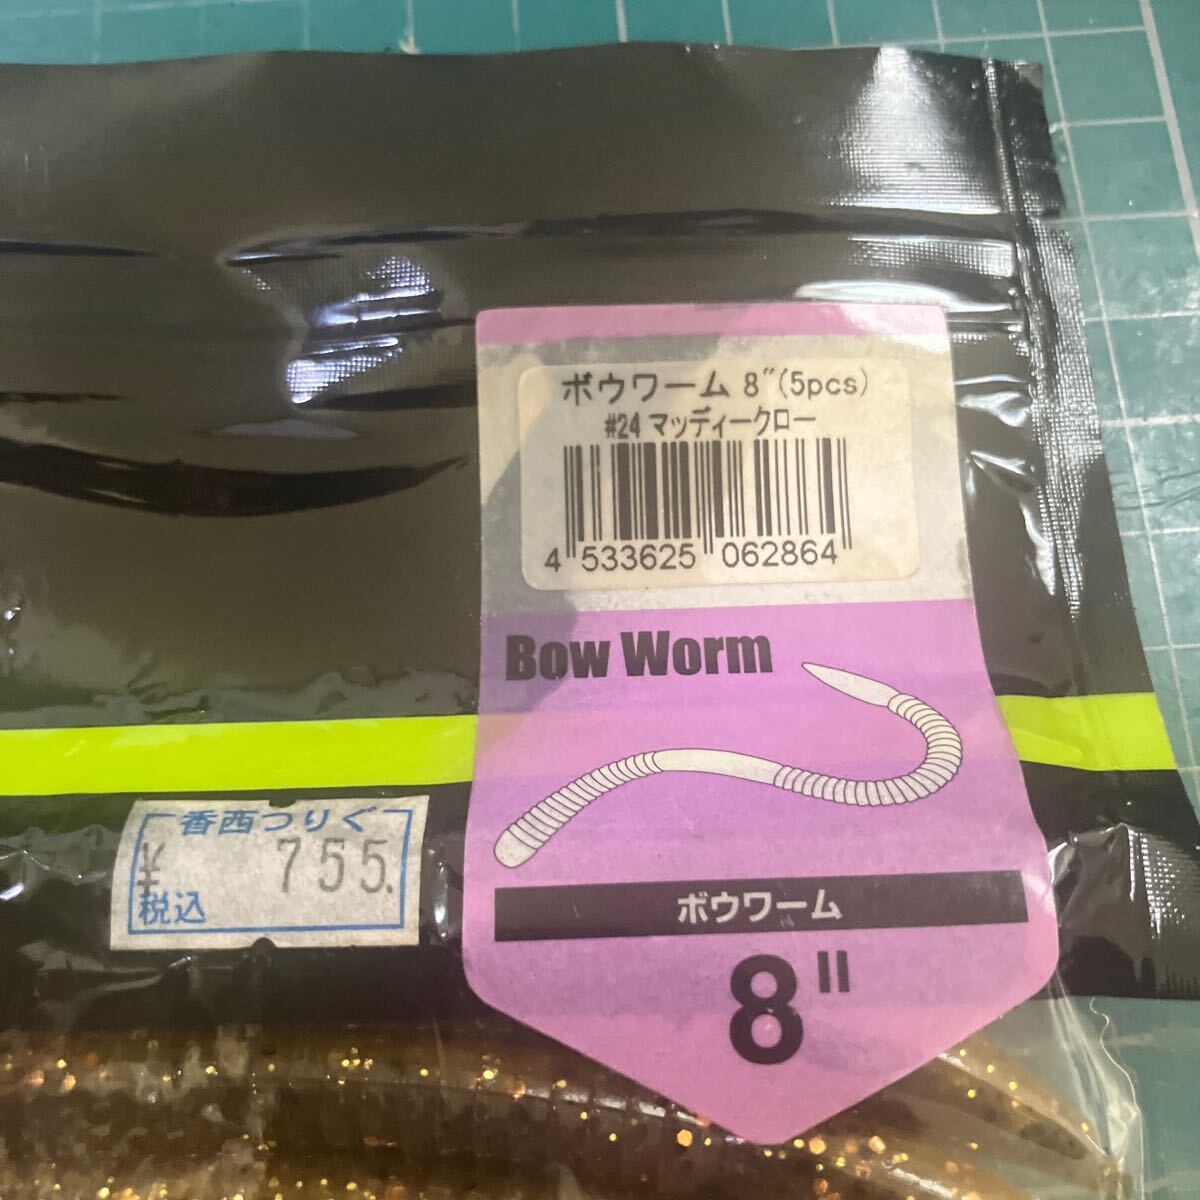 ボウワーム 8"(5pcs)
#24 マッディークロー
4 533625 062864
Bow Worm
香西つりぐ
¥ 755.
税込
ボウワーム
8"